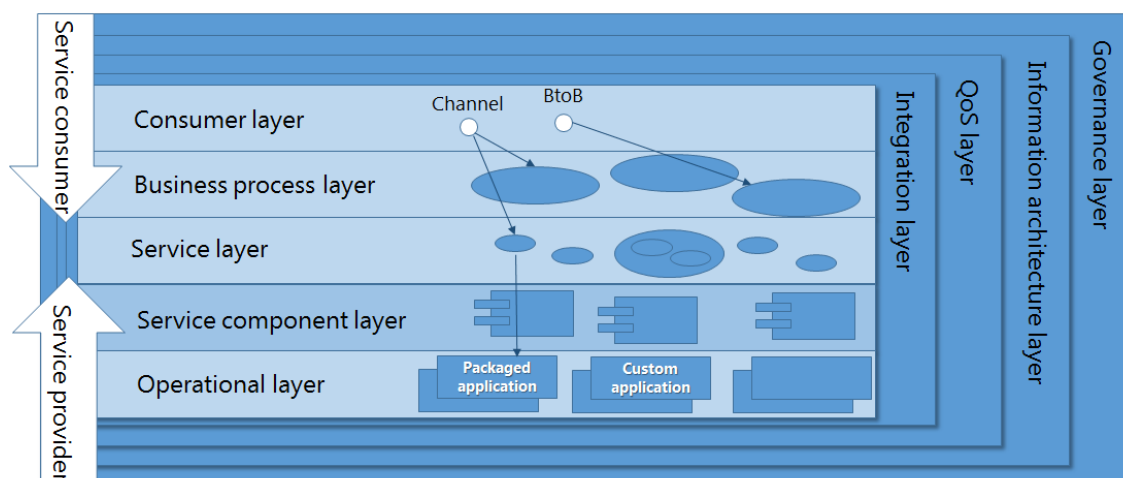 Service consumer
Service provider
Channel
BtoB
Consumer layer
Business process layer
Service layer
Service component layer
Packaged
application
Custom
application
Operational layer
Integration layer
QoS layer
Information architecture layer
Governance layer